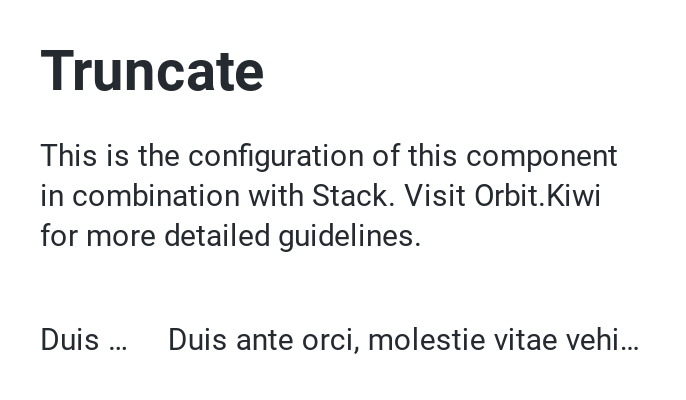 Truncate
This is the configuration of this component
in combination with Stack. Visit Orbit.Kiwi
for more detailed guidelines.
Duis … Duis ante orci, molestie vitae vehi…